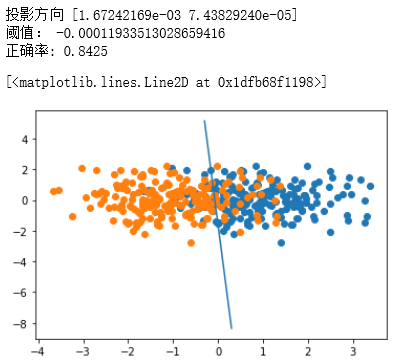 投影方向 [1.67242169e-03 7.43829240e-05]
阈值： -0.00011933513028659416
正确率: 0.8425
[<matplotlib.lines.Line2D at 0x1dfb68f1198>]
4
2
0
−2
−4
−6
−8
−4 −3 −2 −1 0 1 2 3